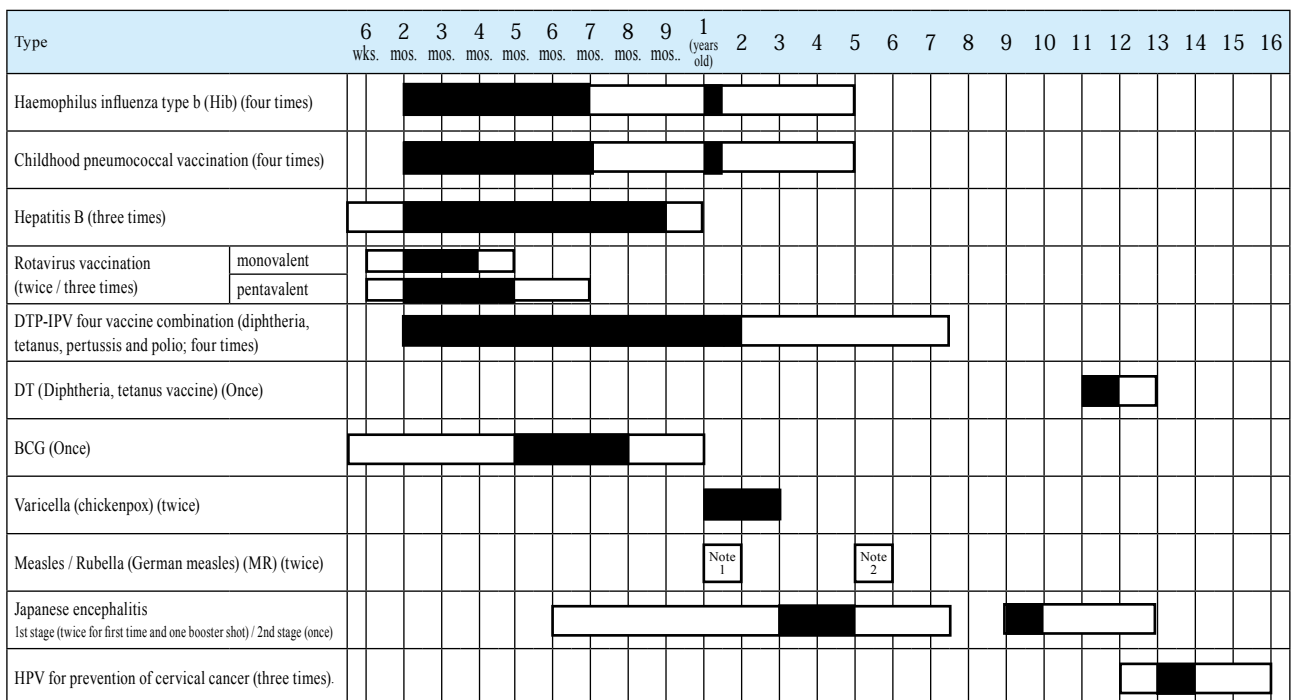 Type 6 wks. 2 mos. 3 mos. 4 mos. 5 mos. 6 mos. 7 mos. 8 mos. 9 mos.. 1 (years old) 2 3 4 5 6 7 8 9 10 11 12 13 14 15 16
Haemophilus influenza type b (Hib) (four times)
Childhood pneumococcal vaccination (four times)
Hepatitis B (three times)
Rotavirus vaccination
(twice / three times)
monovalent
pentavalent
DTP-IPV four vaccine combination (diphtheria,
tetanus, pertussis and polio; four times)
DT (Diphtheria, tetanus vaccine) (Once)
BCG (Once)
Varicella (chickenpox) (twice)
Measles / Rubella (German measles) (MR) (twice)
Note
1
Note
2
Japanese encephalitis
1st stage (twice for first time and one booster shot) / 2nd stage (once)
HPV for prevention of cervical cancer (three times).